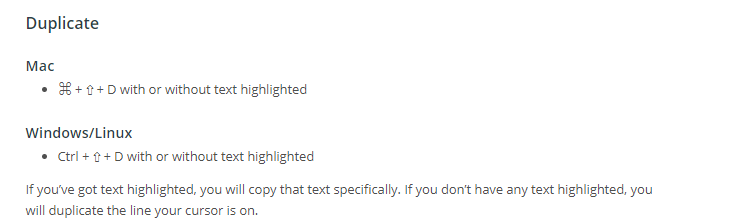 Duplicate
Mac
• ⌘ + ⇧ + D with or without text highlighted
Windows/Linux
• Ctrl + ⇧ + D with or without text highlighted
If you’ve got text highlighted, you will copy that text specifically. If you don’t have any text highlighted, you
will duplicate the line your cursor is on.